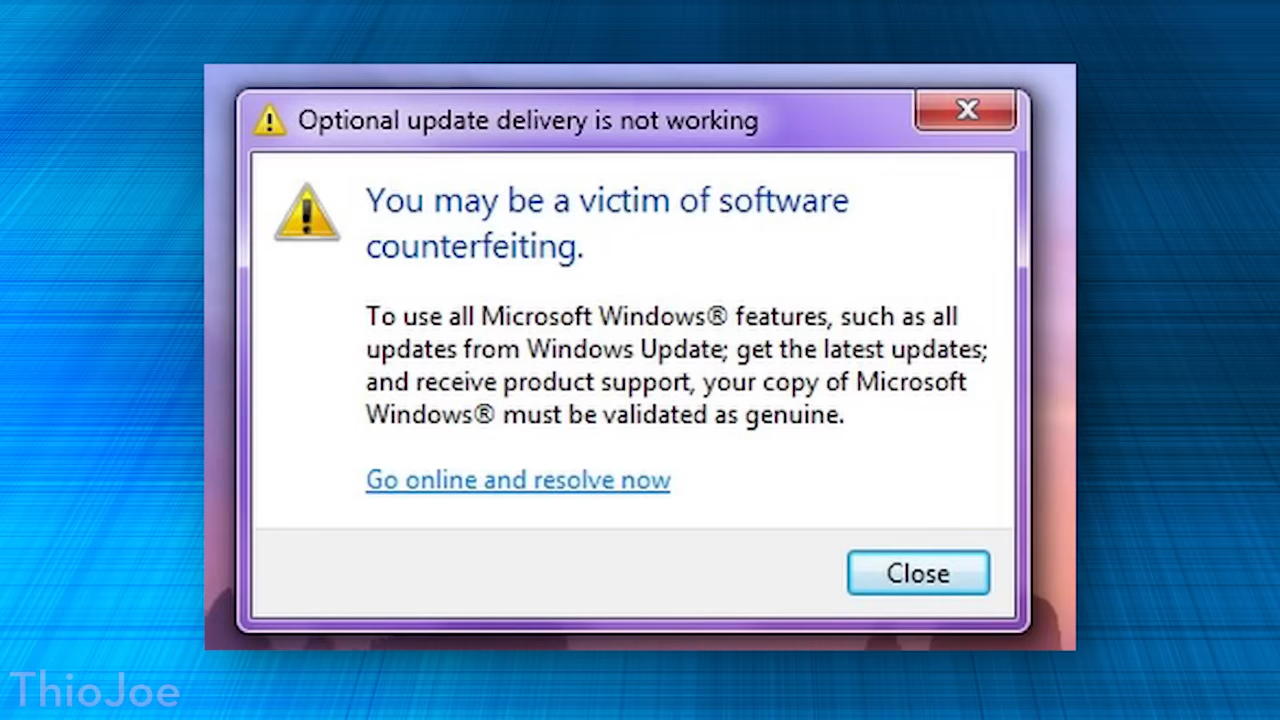 Optional update delivery is not working
You may be a victim of software
counterfeiting.
To use all Microsoft Windows® features, such as all
updates from Windows Update; get the latest updates;
and receive product support, your copy of Microsoft
Windows® must be validated as genuine.
Go online and resolve now
Close
ThioJoe